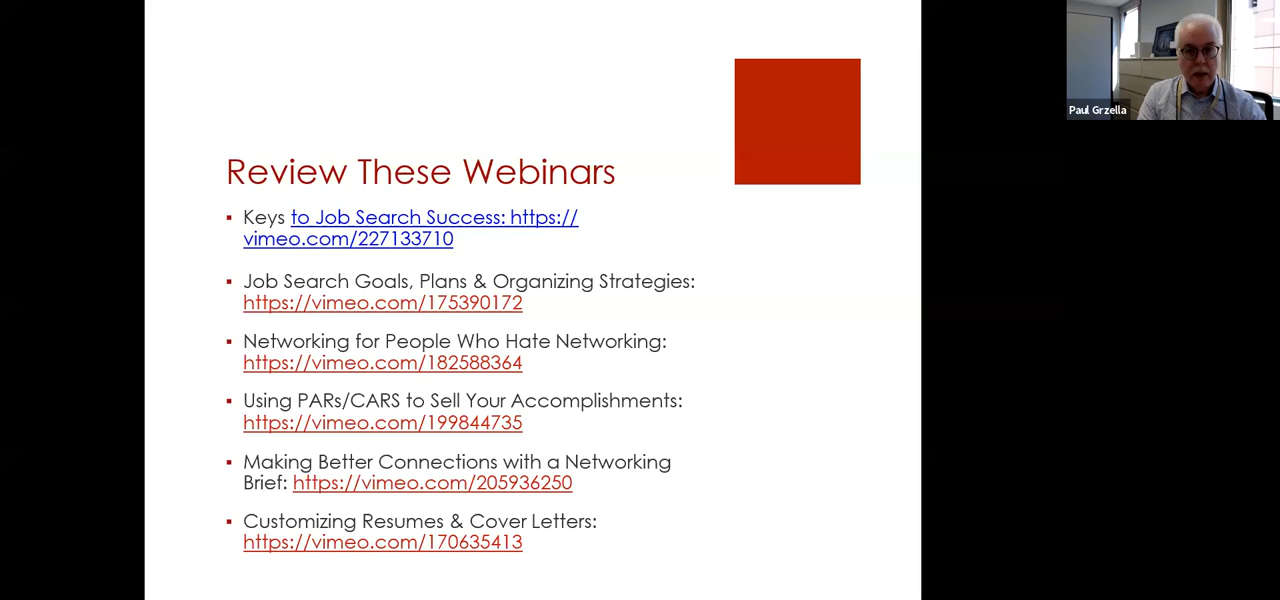 Review These Webinars
▪ Keys to Job Search Success: https://
vimeo.com/227133710
▪ Job Search Goals, Plans & Organizing Strategies:
https://vimeo.com/175390172
▪ Networking for People Who Hate Networking:
https://vimeo.com/182588364
▪ Using PARs/CARS to Sell Your Accomplishments:
https://vimeo.com/199844735
▪ Making Better Connections with a Networking
Brief: https://vimeo.com/205936250
▪ Customizing Resumes & Cover Letters:
https://vimeo.com/170635413
Paul Grzella